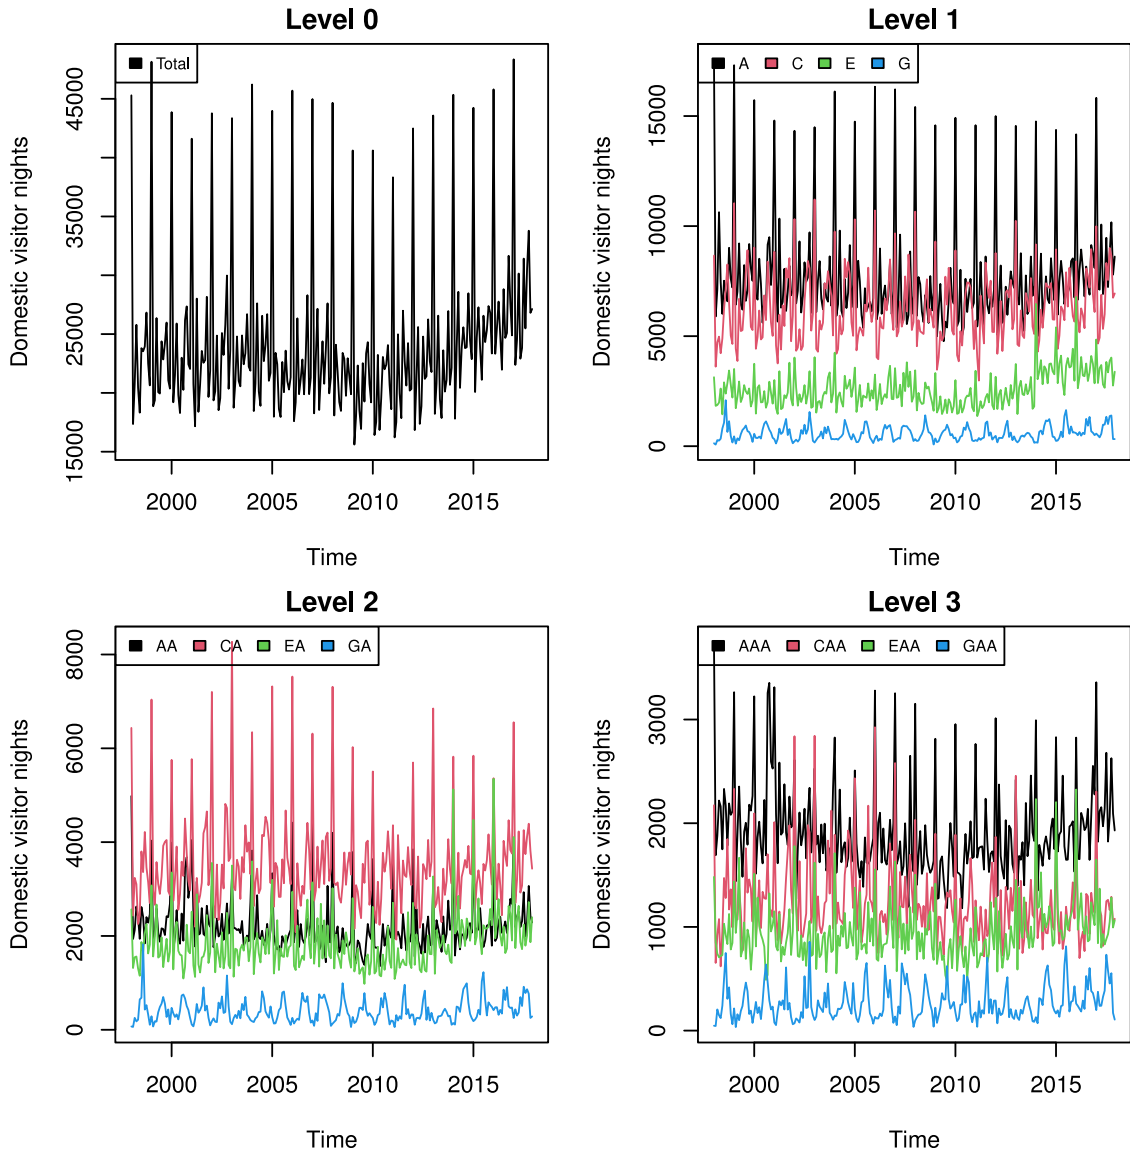 Level 0
Total
Domestic visitor nights
45000
35000
25000
15000
2000 2005 2010 2015
Time
Level 1
A C E G
Domestic visitor nights
15000
10000
5000
0
2000 2005 2010 2015
Time
Level 2
AA CA EA GA
Domestic visitor nights
8000
6000
4000
2000
0
2000 2005 2010 2015
Time
Level 3
AAA CAA EAA GAA
Domestic visitor nights
3000
2000
1000
0
2000 2005 2010 2015
Time